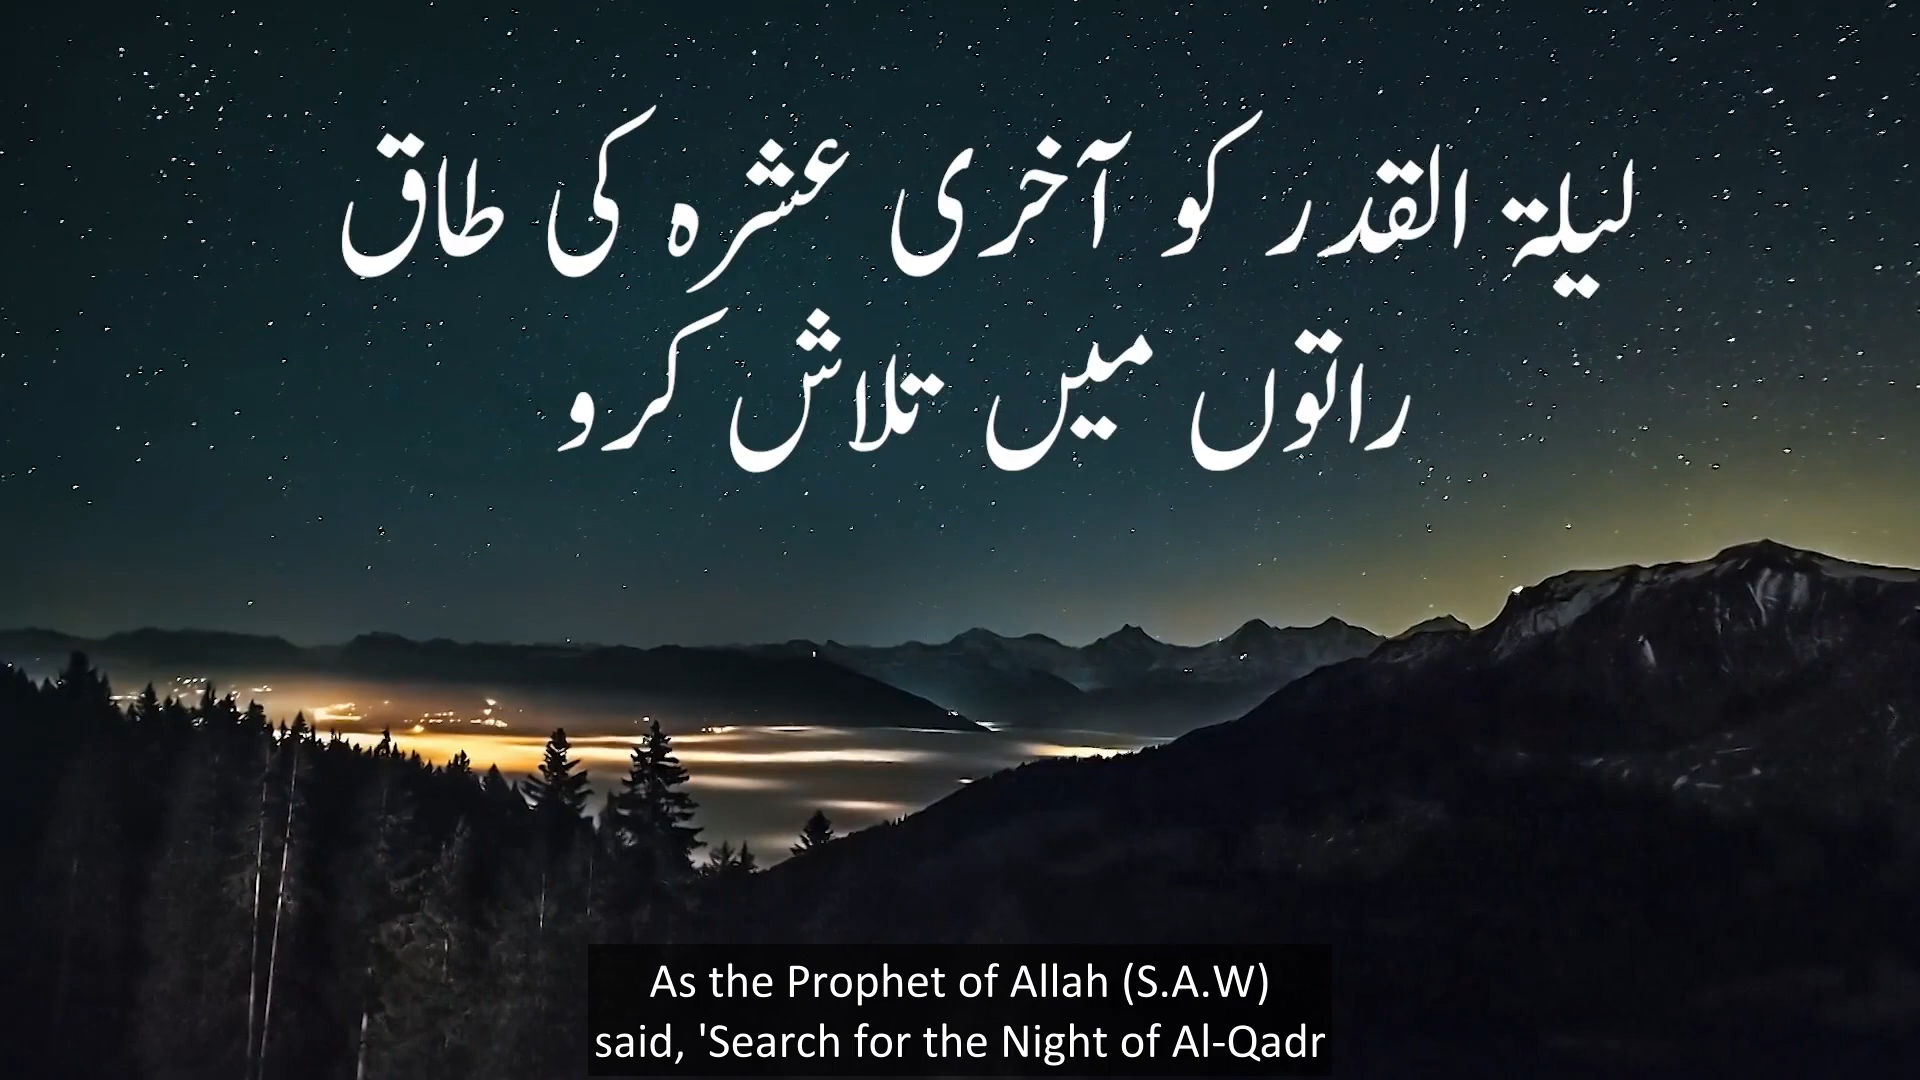 لیلۃ القدر کو آخری عشرہ کی طاق
راتوں میں تلاش کرو
As the Prophet of Allah (S.A.W)
said, 'Search for the Night of Al-Qadr